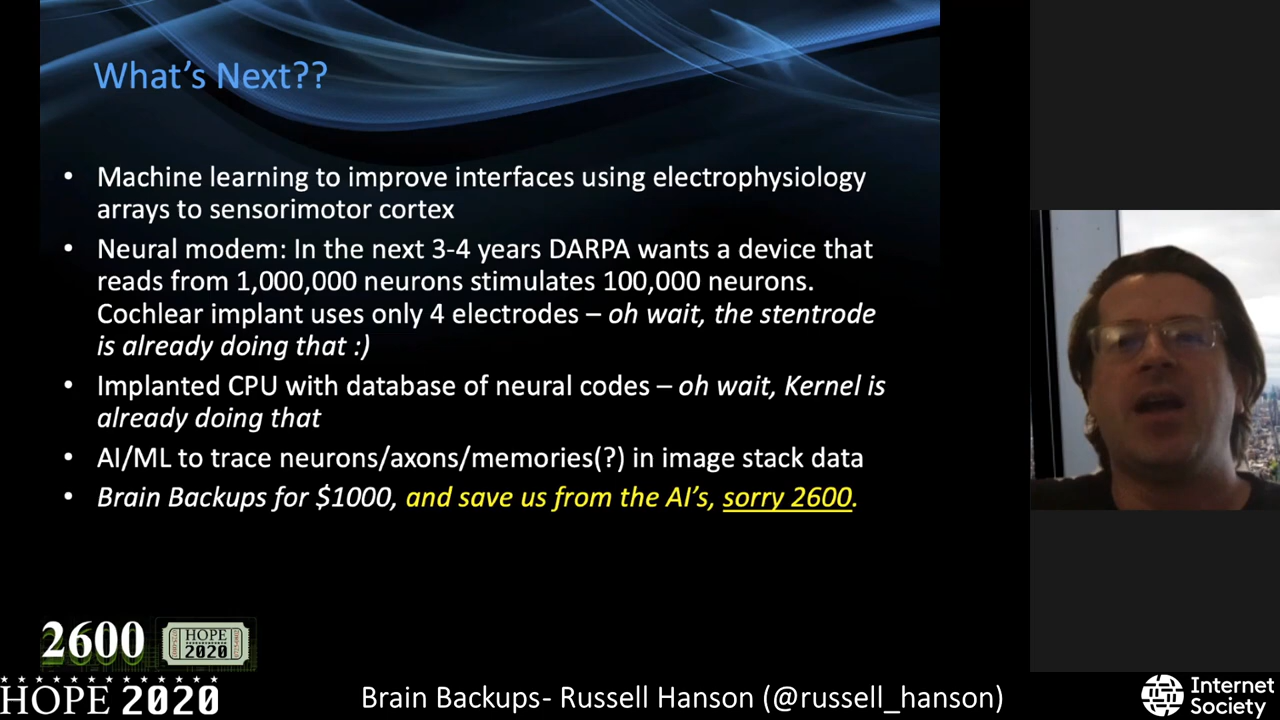 What's Next??
• Machine learning to improve interfaces using electrophysiology
arrays to sensorimotor cortex
• Neural modem: In the next 3-4 years DARPA wants a device that
reads from 1,000,000 neurons stimulates 100,000 neurons.
Cochlear implant uses only 4 electrodes – oh wait, the stentrode
is already doing that :)
• Implanted CPU with database of neural codes – oh wait, Kernel is
already doing that
• AI/ML to trace neurons/axons/memories(?) in image stack data
• Brain Backups for $1000, and save us from the AI's, sorry 2600.
2600
HOPE
2020
HOPE 2020
Brain Backups- Russell Hanson (@russell_hanson)
Internet
Society